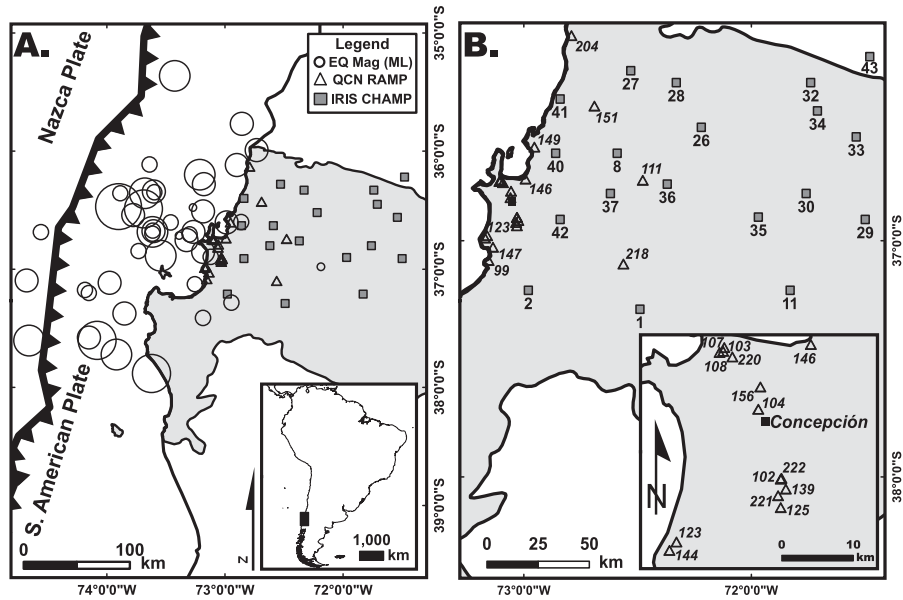 A.
Nazca Plate
S. American Plate
Legend
EQ Mag (ML)
QCN RAMP
IRIS CHAMP
35°0'0"S
36°0'0"S
37°0'0"S
38°0'0"S
39°0'0"S
0 100
km
1,000
km
N
74°0'0"W 73°0'0"W 72°0'0"W
B.
204
43
27
28
32
41
151
34
26
33
149
40
8
111
146
36
37
30
42
35
29
123
147
218
99
2
11
1
107
103
108
220
146
156
104
Concepción
222
102
139
221
125
123
144
N
0 10
km
0 25 50
km
37°0'0"S
38°0'0"S
73°0'0"W 72°0'0"W